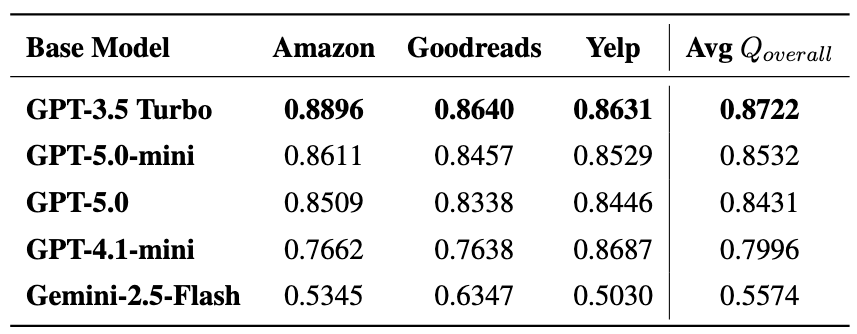 Base Model Amazon Goodreads Yelp Avg Q_overall
GPT-3.5 Turbo 0.8896 0.8640 0.8631 0.8722
GPT-5.0-mini 0.8611 0.8457 0.8529 0.8532
GPT-5.0 0.8509 0.8338 0.8446 0.8431
GPT-4.1-mini 0.7662 0.7638 0.8687 0.7996
Gemini-2.5-Flash 0.5345 0.6347 0.5030 0.5574